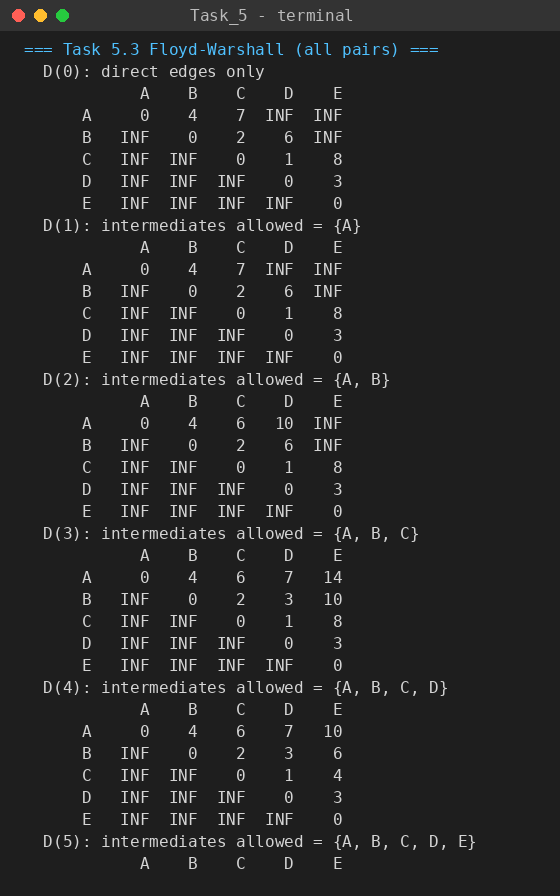 Task_5 - terminal
=== Task 5.3 Floyd-Warshall (all pairs) ===
  D(0): direct edges only
            A    B    C    D    E
      A     0    4    7  INF  INF
      B   INF    0    2    6  INF
      C   INF  INF    0    1    8
      D   INF  INF  INF    0    3
      E   INF  INF  INF  INF    0
  D(1): intermediates allowed = {A}
            A    B    C    D    E
      A     0    4    7  INF  INF
      B   INF    0    2    6  INF
      C   INF  INF    0    1    8
      D   INF  INF  INF    0    3
      E   INF  INF  INF  INF    0
  D(2): intermediates allowed = {A, B}
            A    B    C    D    E
      A     0    4    6   10  INF
      B   INF    0    2    6  INF
      C   INF  INF    0    1    8
      D   INF  INF  INF    0    3
      E   INF  INF  INF  INF    0
  D(3): intermediates allowed = {A, B, C}
            A    B    C    D    E
      A     0    4    6    7   14
      B   INF    0    2    3   10
      C   INF  INF    0    1    8
      D   INF  INF  INF    0    3
      E   INF  INF  INF  INF    0
  D(4): intermediates allowed = {A, B, C, D}
            A    B    C    D    E
      A     0    4    6    7   10
      B   INF    0    2    3    6
      C   INF  INF    0    1    4
      D   INF  INF  INF    0    3
      E   INF  INF  INF  INF    0
  D(5): intermediates allowed = {A, B, C, D, E}
            A    B    C    D    E